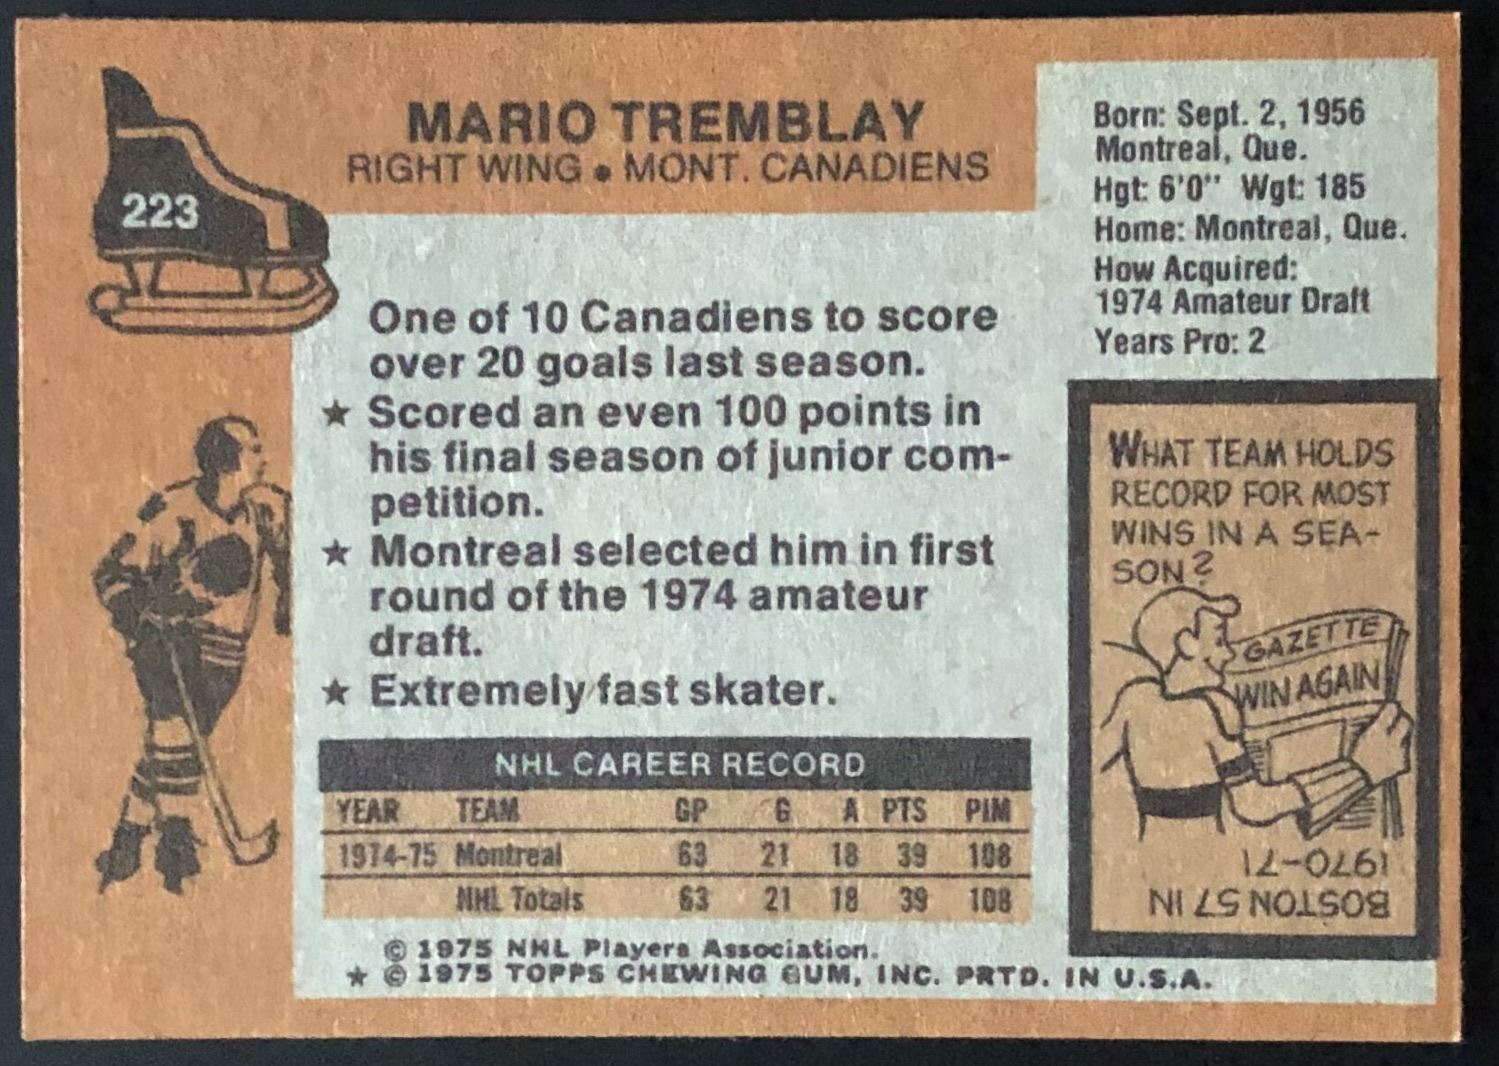 223
MARIO TREMBLAY
RIGHT WING • MONT. CANADIENS
Born: Sept. 2, 1956
Montreal, Que.
Hgt: 6'0" Wgt: 185
Home: Montreal, Que.
How Acquired:
1974 Amateur Draft
Years Pro: 2
One of 10 Canadiens to score
over 20 goals last season.
★ Scored an even 100 points in
his final season of junior com-
petition.
★ Montreal selected him in first
round of the 1974 amateur
draft.
★ Extremely fast skater.
NHL CAREER RECORD
YEAR TEAM GP G A PTS PIM
1974-75 Montreal 63 21 18 39 108
NHL Totals 63 21 18 39 108
© 1975 NHL Players Association.
★ © 1975 TOPPS CHEWING GUM, INC. PRTD. IN U.S.A.
WHAT TEAM HOLDS
RECORD FOR MOST
WINS IN A SEA-
SON?
GAZETTE
WIN AGAIN
BOSTON 57 IN
1970-71